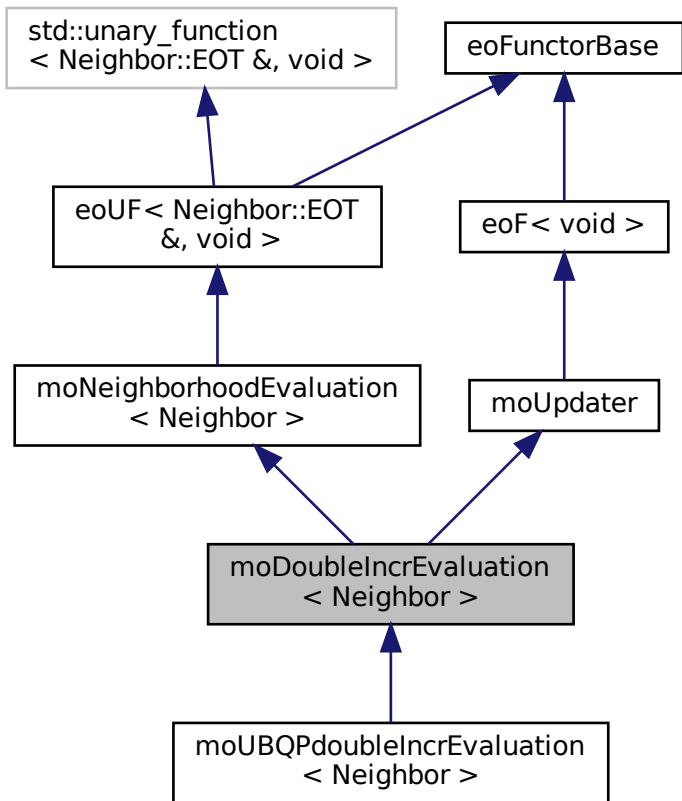 std::unary_function
< Neighbor::EOT &, void >
eoFunctorBase
eoUF< Neighbor::EOT
&, void >
eoF< void >
moNeighborhoodEvaluation
< Neighbor >
moUpdater
moDoubleIncrEvaluation
< Neighbor >
moUBQPdoubleIncrEvaluation
< Neighbor >